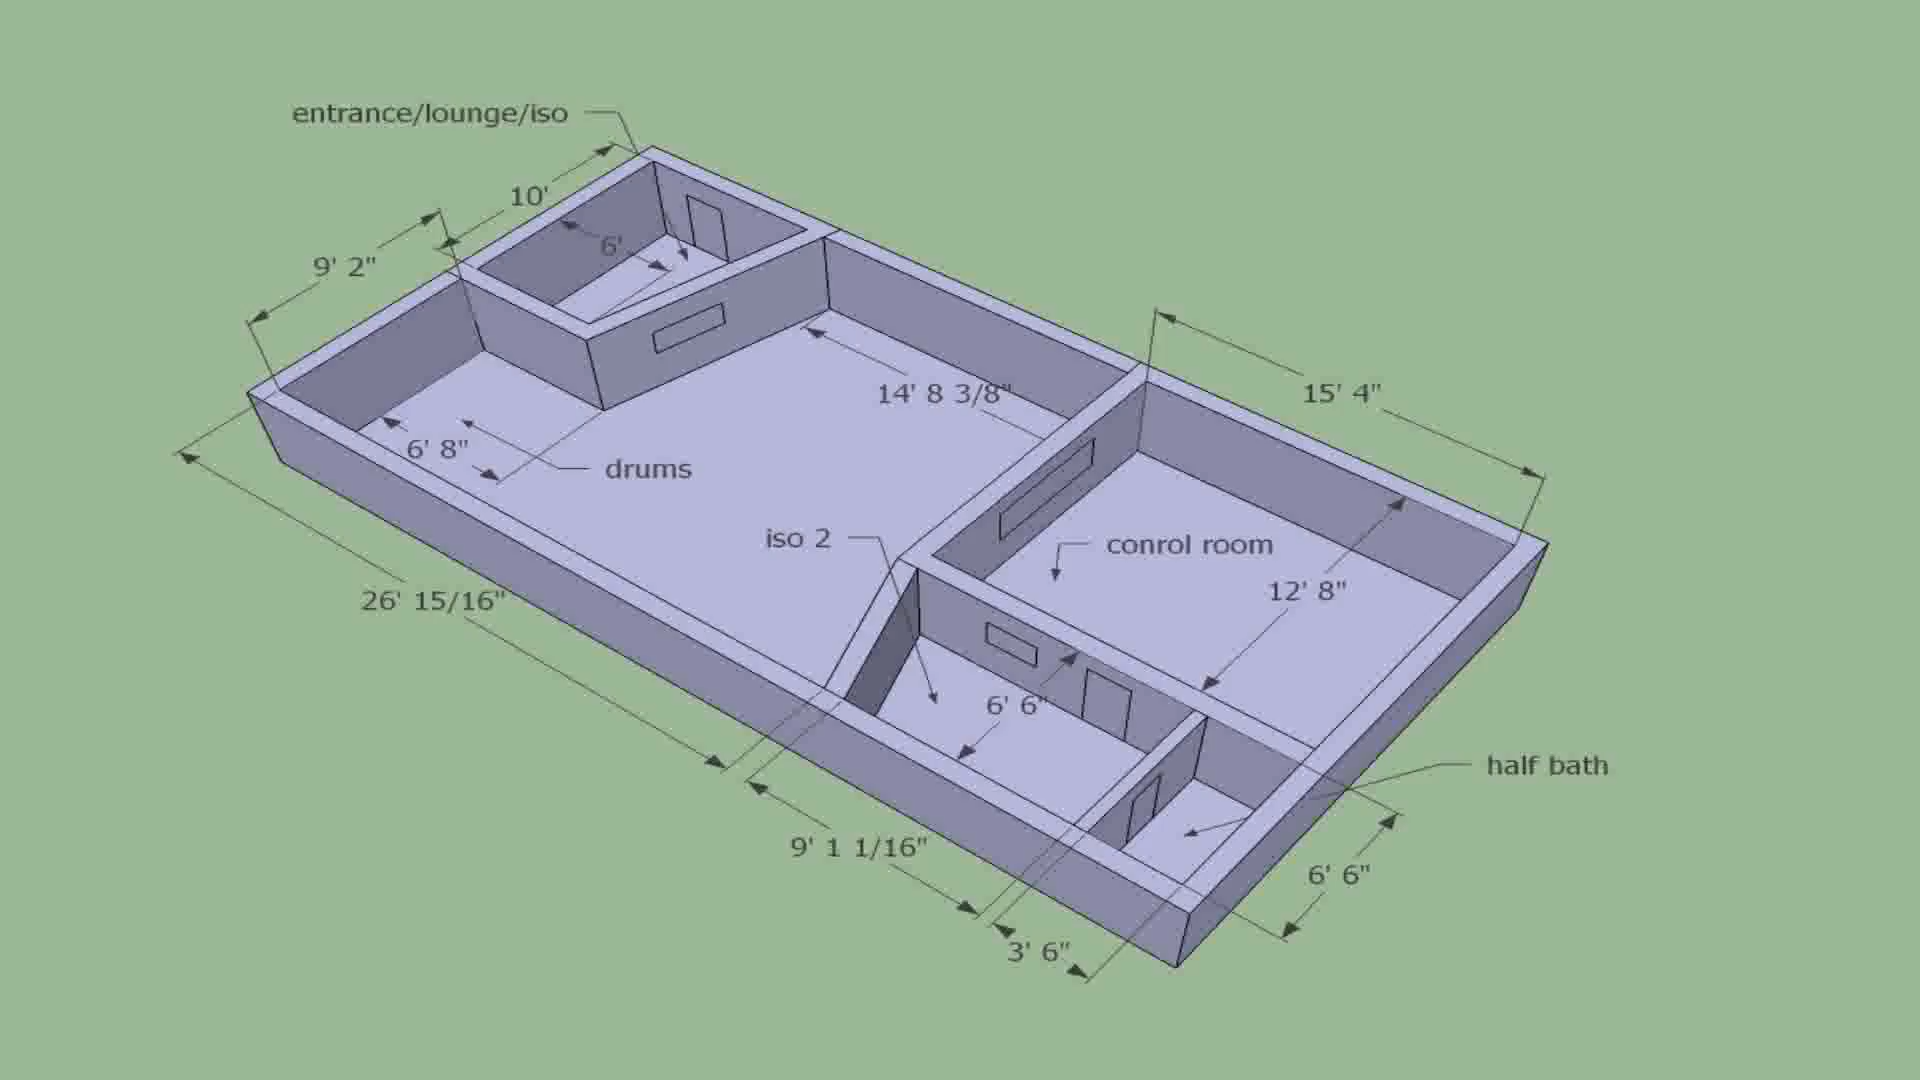 entrance/lounge/iso
10'
6'
9' 2"
14' 8 3/8"
15' 4"
6' 8"
drums
iso 2
conrol room
12' 8"
26' 15/16"
6' 6"
half bath
9' 1 1/16"
6' 6"
3' 6"